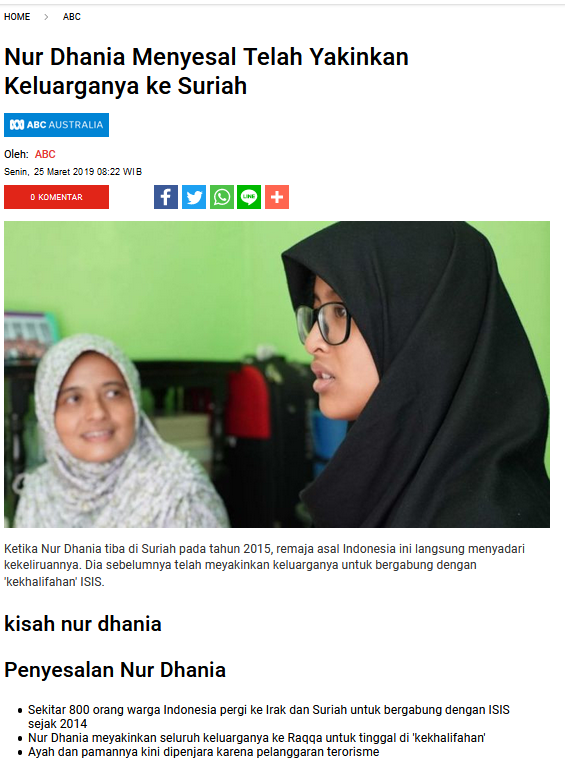 HOME > ABC
Nur Dhania Menyesal Telah Yakinkan
Keluarganya ke Suriah
ABC AUSTRALIA
Oleh: ABC
Senin, 25 Maret 2019 08:22 WIB
0 KOMENTAR
LINE
Ketika Nur Dhania tiba di Suriah pada tahun 2015, remaja asal Indonesia ini langsung menyadari
kekeliruannya. Dia sebelumnya telah meyakinkan keluarganya untuk bergabung dengan
'kekhalifahan' ISIS.
kisah nur dhania
Penyesalan Nur Dhania
• Sekitar 800 orang warga Indonesia pergi ke Irak dan Suriah untuk bergabung dengan ISIS
sejak 2014
• Nur Dhania meyakinkan seluruh keluarganya ke Raqqa untuk tinggal di 'kekhalifahan'
• Ayah dan pamannya kini dipenjara karena pelanggaran terorisme